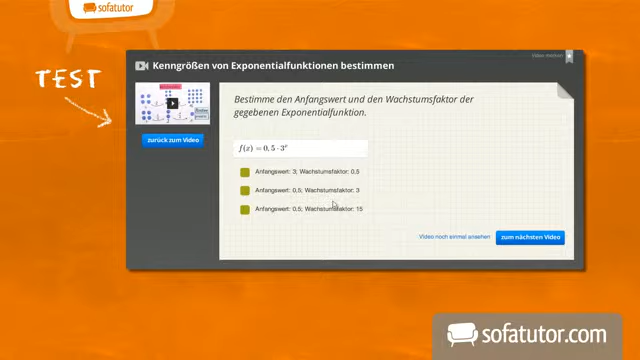 sofatutor
TEST
Kenngrößen von Exponentialfunktionen bestimmen
Video merken
zurück zum Video
Bestimme den Anfangswert und den Wachstumsfaktor der
gegebenen Exponentialfunktion.
f(x) = 0,5 · 3ˣ
Anfangswert: 3; Wachstumsfaktor: 0,5
Anfangswert: 0,5; Wachstumsfaktor: 3
Anfangswert: 0,5; Wachstumsfaktor: 15
Video noch einmal ansehen
zum nächsten Video
sofatutor.com